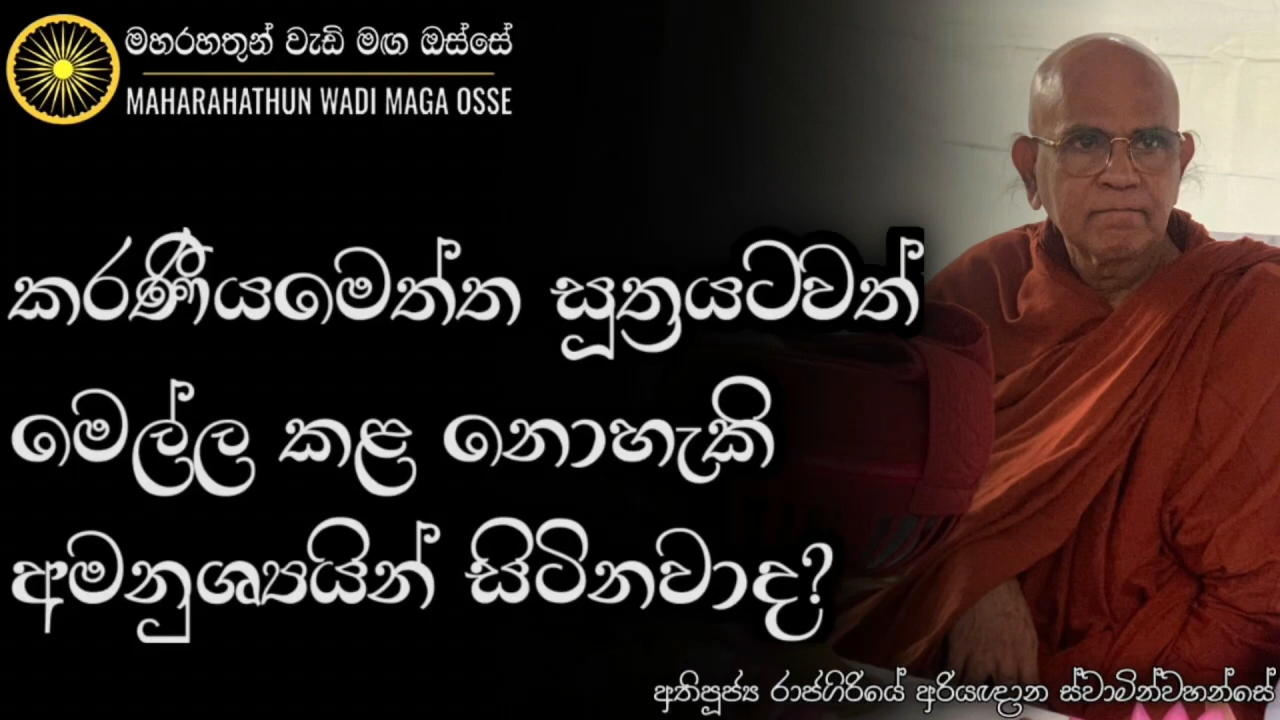 මහරහතුන් වැඩි මඟ ඔස්සේ
MAHARAHATHUN WADI MAGA OSSE
කරණීයමෙත්ත සූත්‍රයටවත්
මෙල්ල කළ නොහැකි
අමනුශ්‍යයින් සිටිනවාද?
අතිපූජ්‍ය රාජගිරියේ අරියඥාන ස්වාමින්වහන්සේ